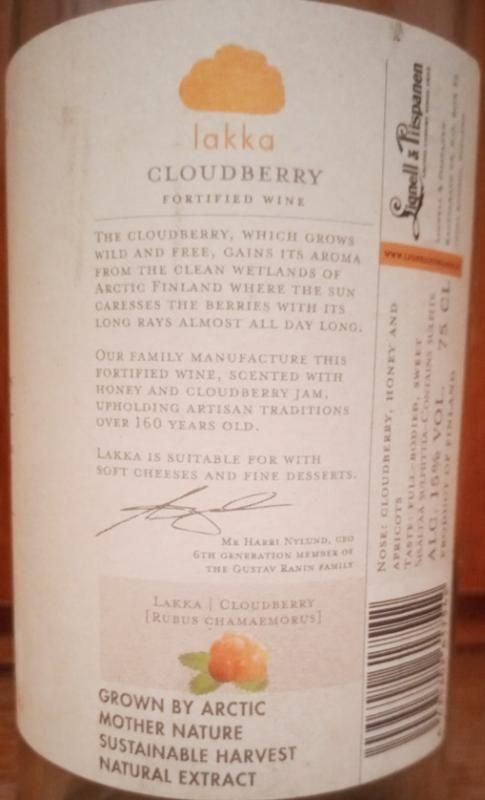 lakka
CLOUDBERRY
FORTIFIED WINE
THE CLOUDBERRY, WHICH GROWS
WILD AND FREE, GAINS ITS AROMA
FROM THE CLEAN WETLANDS OF
ARCTIC FINLAND WHERE THE SUN
CARESSES THE BERRIES WITH ITS
LONG RAYS ALMOST ALL DAY LONG.
OUR FAMILY MANUFACTURE THIS
FORTIFIED WINE, SCENTED WITH
HONEY AND CLOUDBERRY JAM,
UPHOLDING ARTISAN TRADITIONS
OVER 160 YEARS OLD.
LAKKA IS SUITABLE FOR WITH
SOFT CHEESES AND FINE DESSERTS.
MR HARRI NYLUND, CEO
6TH GENERATION MEMBER OF
THE GUSTAV RANIN FAMILY
LAKKA | CLOUDBERRY
[RUBUS CHAMAEMORUS]
GROWN BY ARCTIC
MOTHER NATURE
SUSTAINABLE HARVEST
NATURAL EXTRACT
Lignell & Piispanen
NOSE: CLOUDBERRY, HONEY AND
APRICOTS
TASTE: FULL-BODIED, SWEET
SISÄLTÄÄ SULFIITTIA-CONTAINS SULFITE
ALC. 15% VOL. 75 CL
PRODUCT OF FINLAND